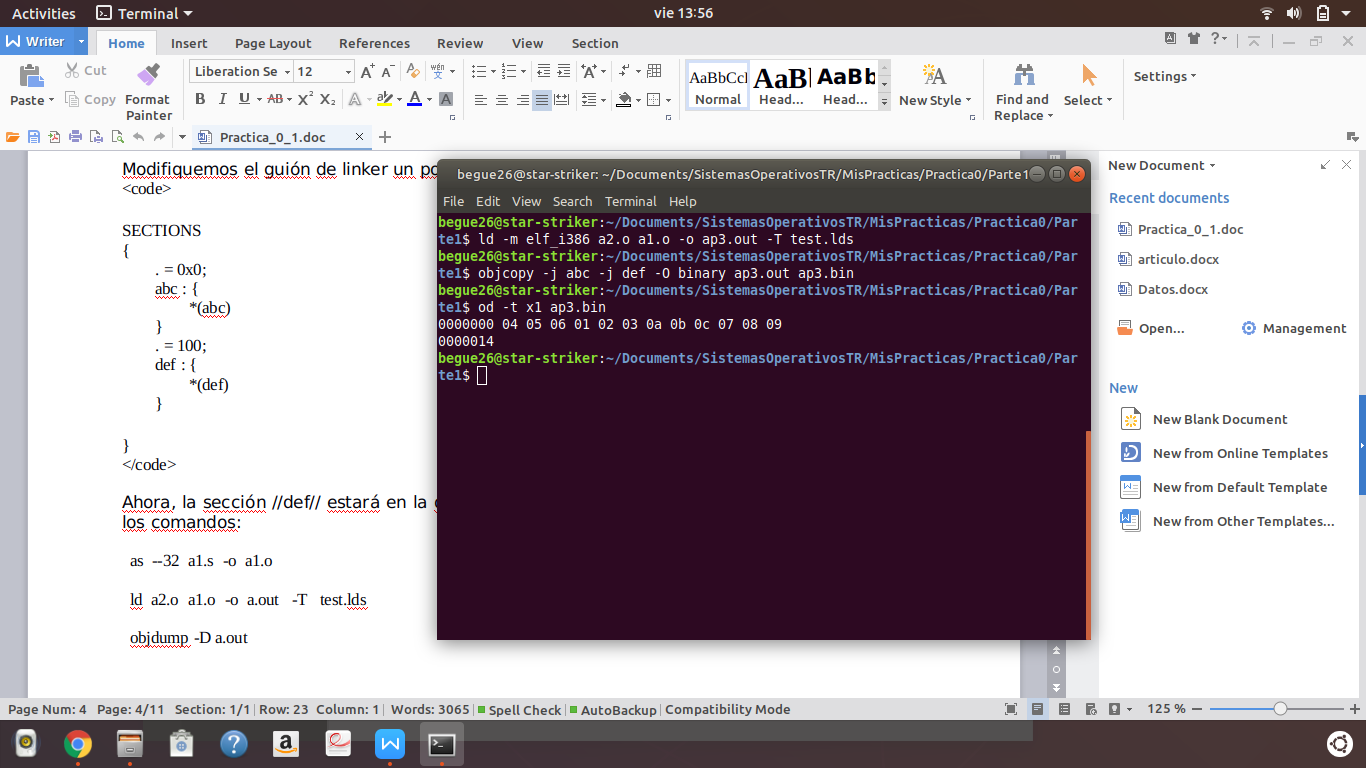 Activities Terminal vie 13:56
Writer Home Insert Page Layout References Review View Section
Paste Cut Copy Format Painter
Liberation Se 12
B I U AB X² X₂ A ab A A
AaBbCcI AaBl AaBb
Normal Head... Head... New Style Find and Replace Select Settings
Practica_0_1.doc
Modifiquemos el guión de linker un po
<code>
SECTIONS
{
. = 0x0;
abc : {
*(abc)
}
. = 100;
def : {
*(def)
}
}
</code>
Ahora, la sección //def// estará en la
los comandos:
as --32 a1.s -o a1.o
ld a2.o a1.o -o a.out -T test.lds
objdump -D a.out
begue26@star-striker: ~/Documents/SistemasOperativosTR/MisPracticas/Practica0/Parte1
File Edit View Search Terminal Help
begue26@star-striker:~/Documents/SistemasOperativosTR/MisPracticas/Practica0/Par
te1$ ld -m elf_i386 a2.o a1.o -o ap3.out -T test.lds
begue26@star-striker:~/Documents/SistemasOperativosTR/MisPracticas/Practica0/Par
te1$ objcopy -j abc -j def -O binary ap3.out ap3.bin
begue26@star-striker:~/Documents/SistemasOperativosTR/MisPracticas/Practica0/Par
te1$ od -t x1 ap3.bin
0000000 04 05 06 01 02 03 0a 0b 0c 07 08 09
0000014
begue26@star-striker:~/Documents/SistemasOperativosTR/MisPracticas/Practica0/Par
te1$
New Document
Recent documents
Practica_0_1.doc
articulo.docx
Datos.docx
Open... Management
New
New Blank Document
New from Online Templates
New from Default Template
New from Other Templates...
Page Num: 4 Page: 4/11 Section: 1/1 Row: 23 Column: 1 Words: 3065 Spell Check AutoBackup Compatibility Mode 125 %